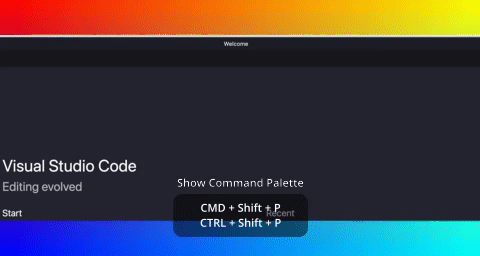 Welcome
Visual Studio Code
Editing evolved
Show Command Palette
Start
CMD + Shift + P
Recent
CTRL + Shift + P